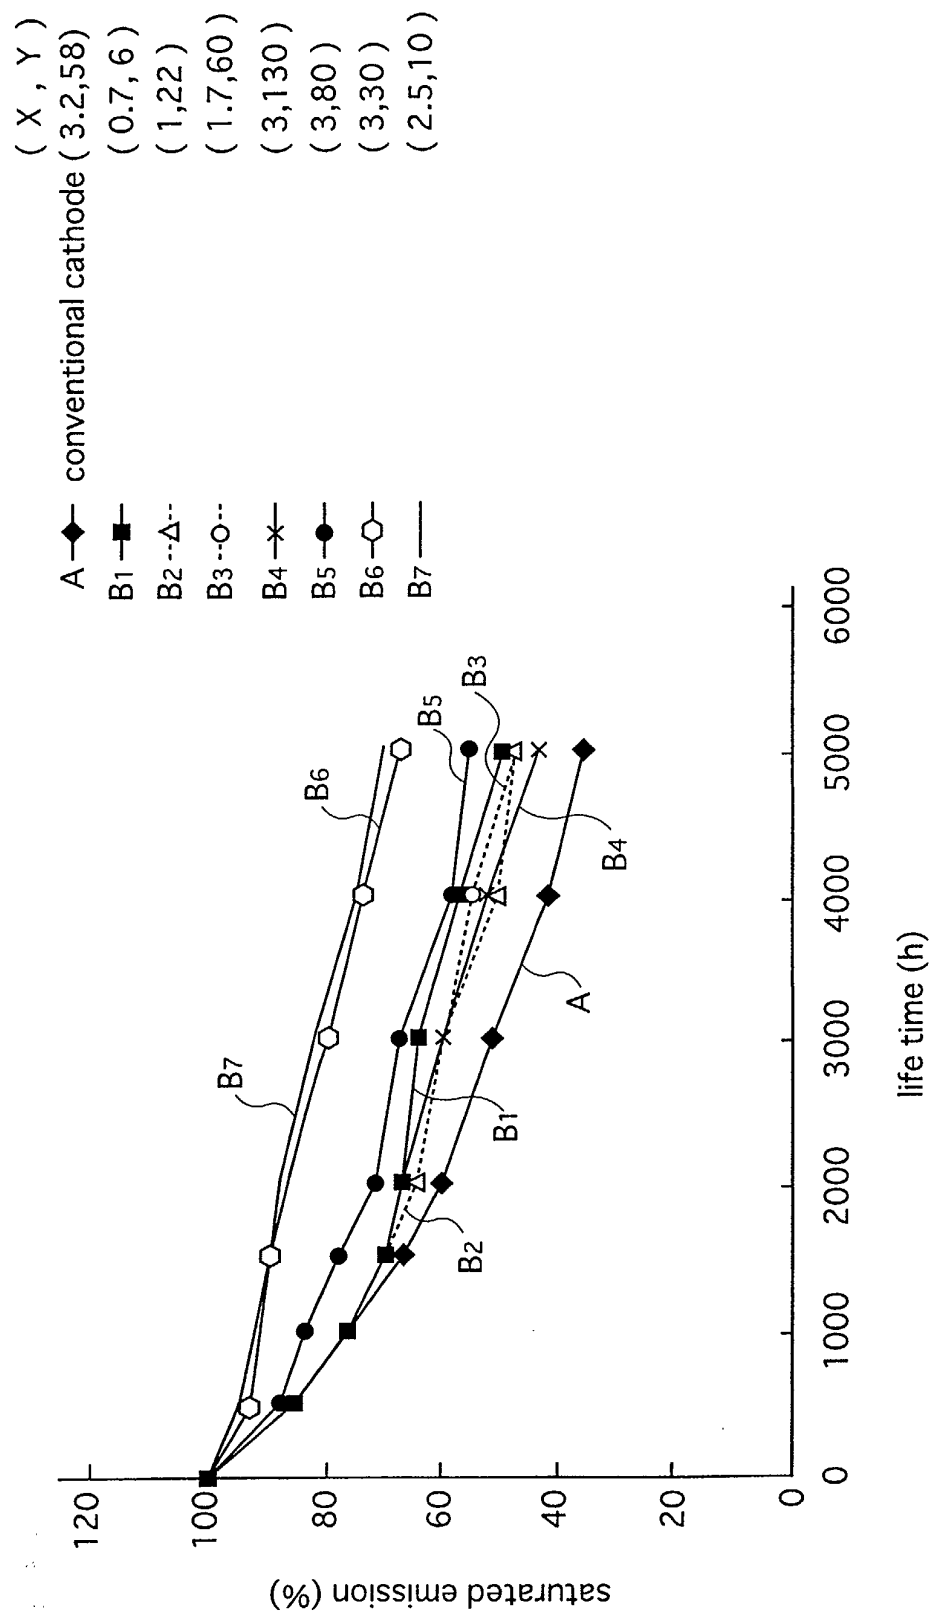 ( X , Y )
A conventional cathode ( 3.2,58)
B1 ( 0.7, 6 )
B2 ( 1,22 )
B3 ( 1.7,60 )
B4 ( 3,130 )
B5 ( 3,80 )
B6 ( 3,30 )
B7 ( 2.5,10 )
120
100
80
60
40
20
0
saturated emission (%)
B7
B6
B5
B3
B2
B1
A
B4
0
1000
2000
3000
4000
5000
6000
life time (h)